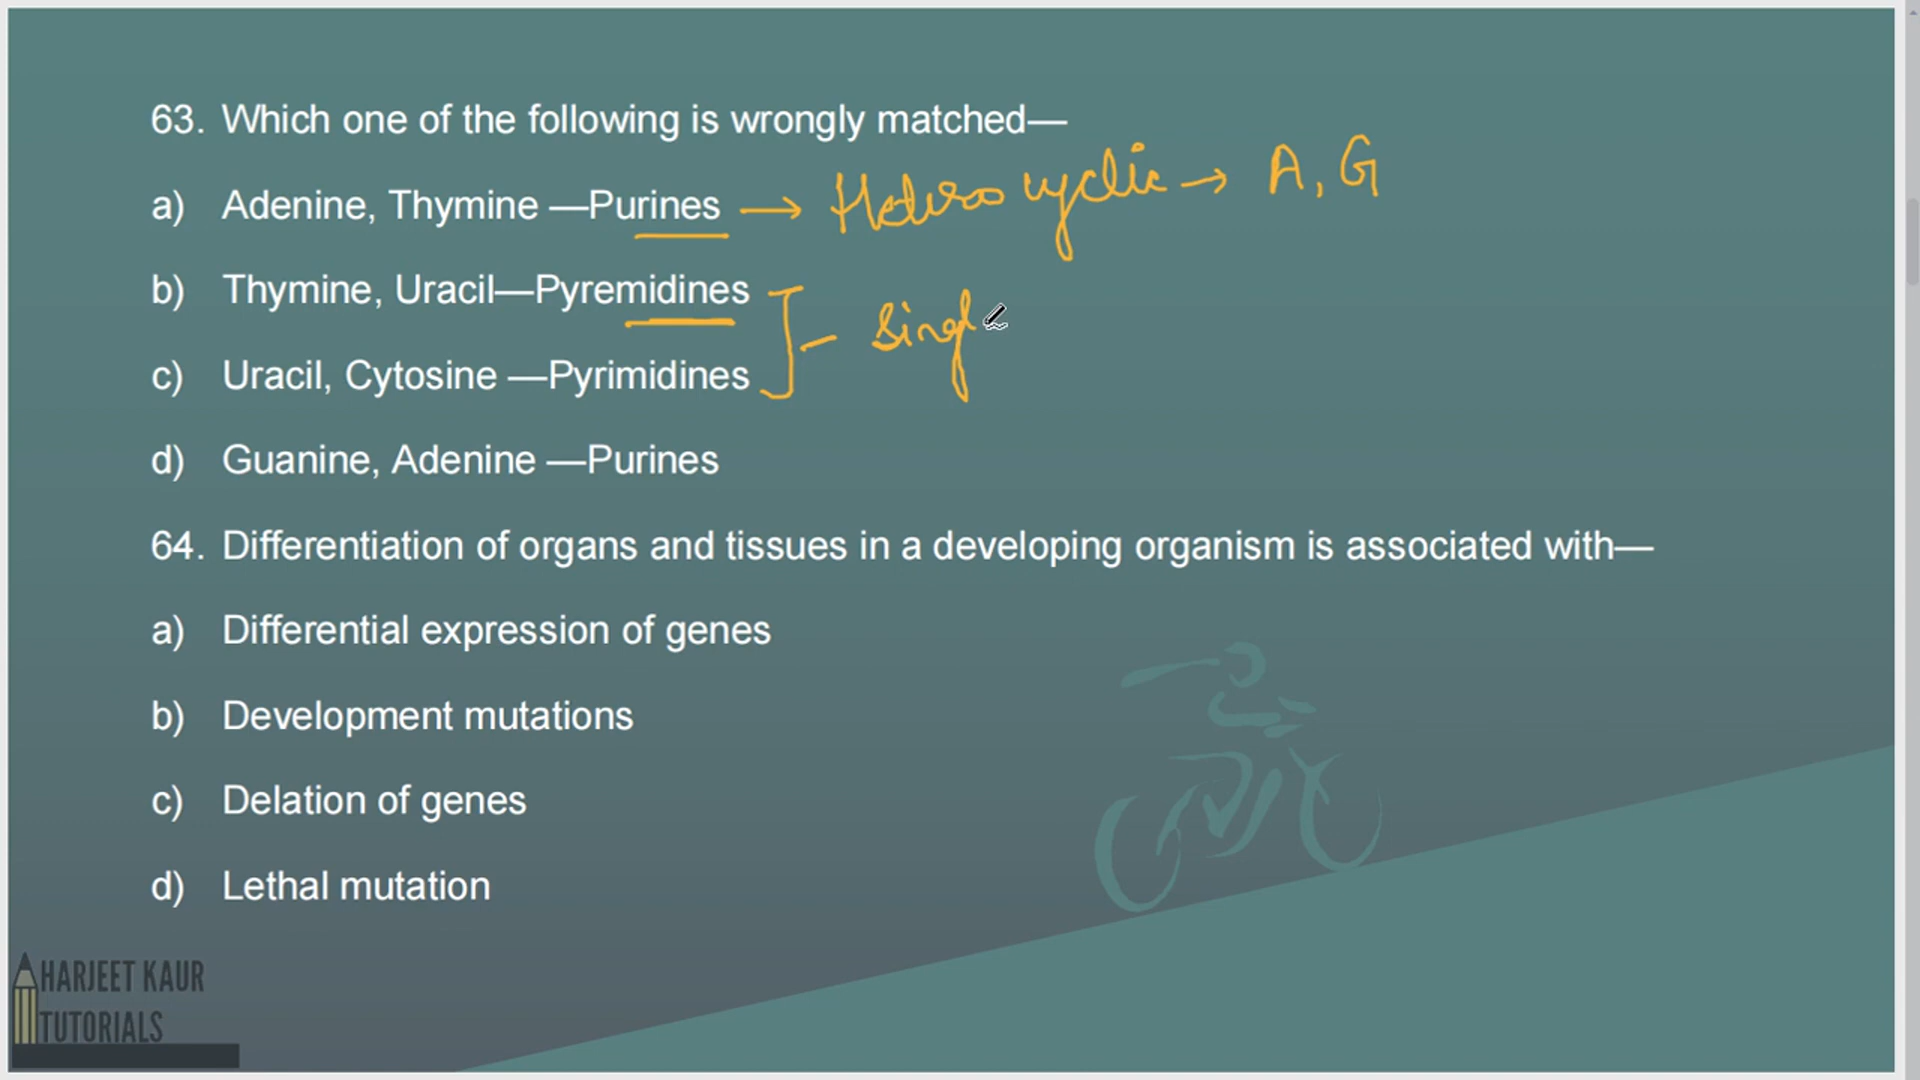 63. Which one of the following is wrongly matched—
a) Adenine, Thymine —Purines → Heterocyclic → A, G
b) Thymine, Uracil—Pyremidines
c) Uracil, Cytosine —Pyrimidines
- Singl
d) Guanine, Adenine —Purines
64. Differentiation of organs and tissues in a developing organism is associated with—
a) Differential expression of genes
b) Development mutations
c) Delation of genes
d) Lethal mutation
HARJEET KAUR
TUTORIALS